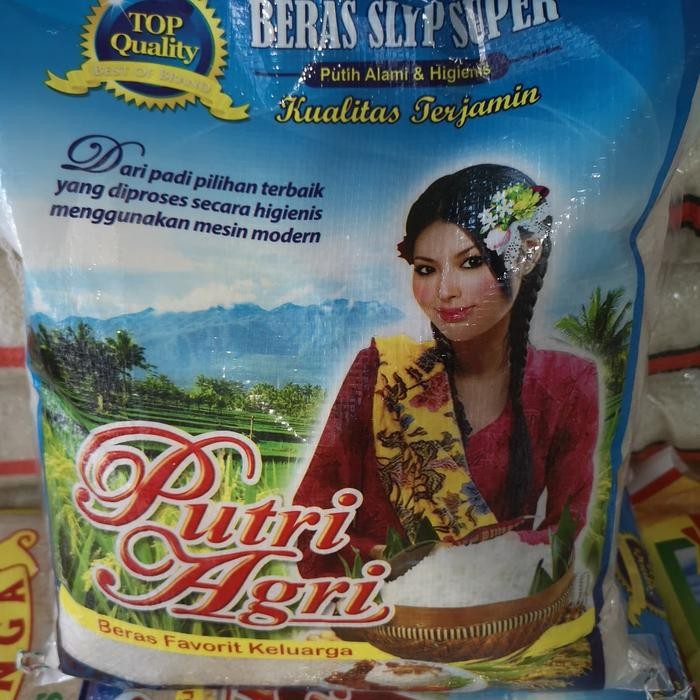 TOP
Quality
BEST OF BRAND
BERAS SLYP SUPER
Putih Alami & Higienis
Kualitas Terjamin
Dari padi pilihan terbaik
yang diproses secara higienis
menggunakan mesin modern
Putri
Agri
Beras Favorit Keluarga
NGA